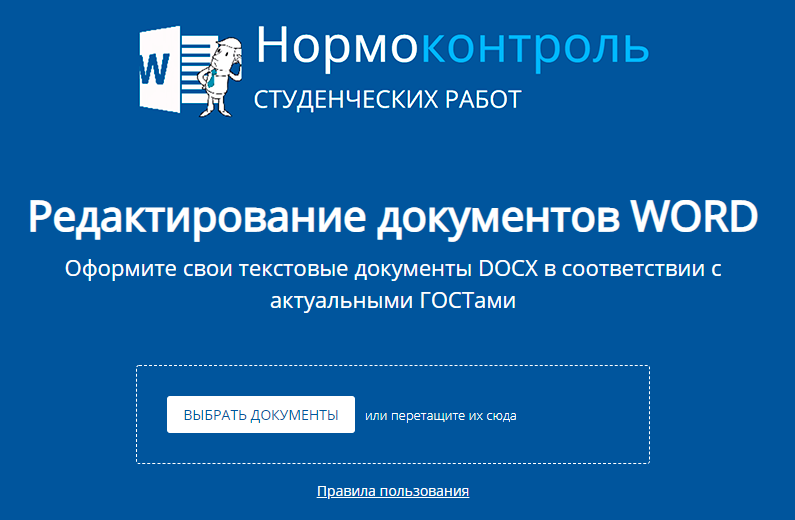 W
Нормоконтроль
СТУДЕНЧЕСКИХ РАБОТ
Редактирование документов WORD
Оформите свои текстовые документы DOCX в соответствии с
актуальными ГОСТами
ВЫБРАТЬ ДОКУМЕНТЫ или перетащите их сюда
Правила пользования